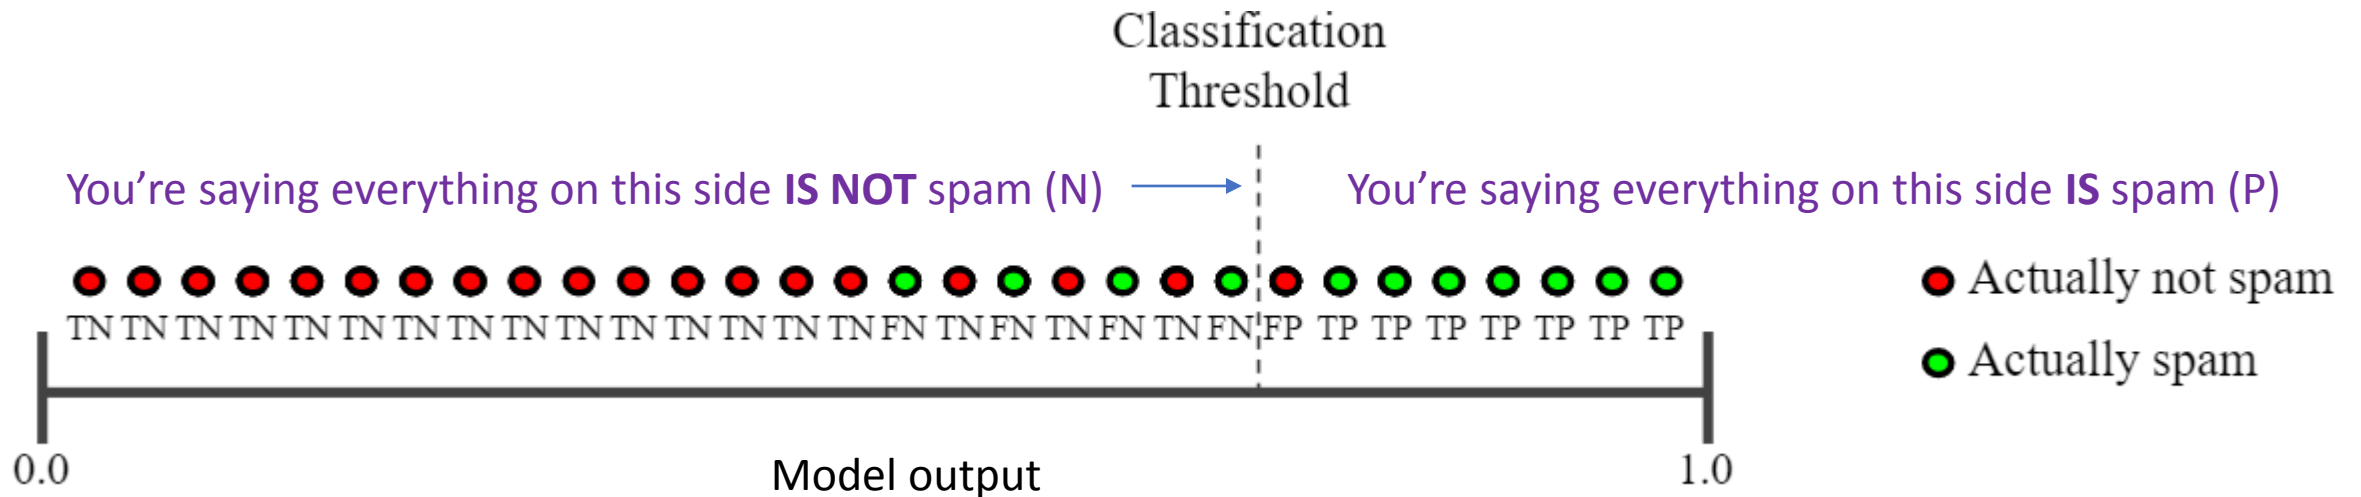 Classification
Threshold
You’re saying everything on this side IS NOT spam (N)
You’re saying everything on this side IS spam (P)
TN TN TN TN TN TN TN TN TN TN TN TN TN TN TN FN TN FN TN FN TN FN FP TP TP TP TP TP TP TP
Actually not spam
Actually spam
0.0
Model output
1.0